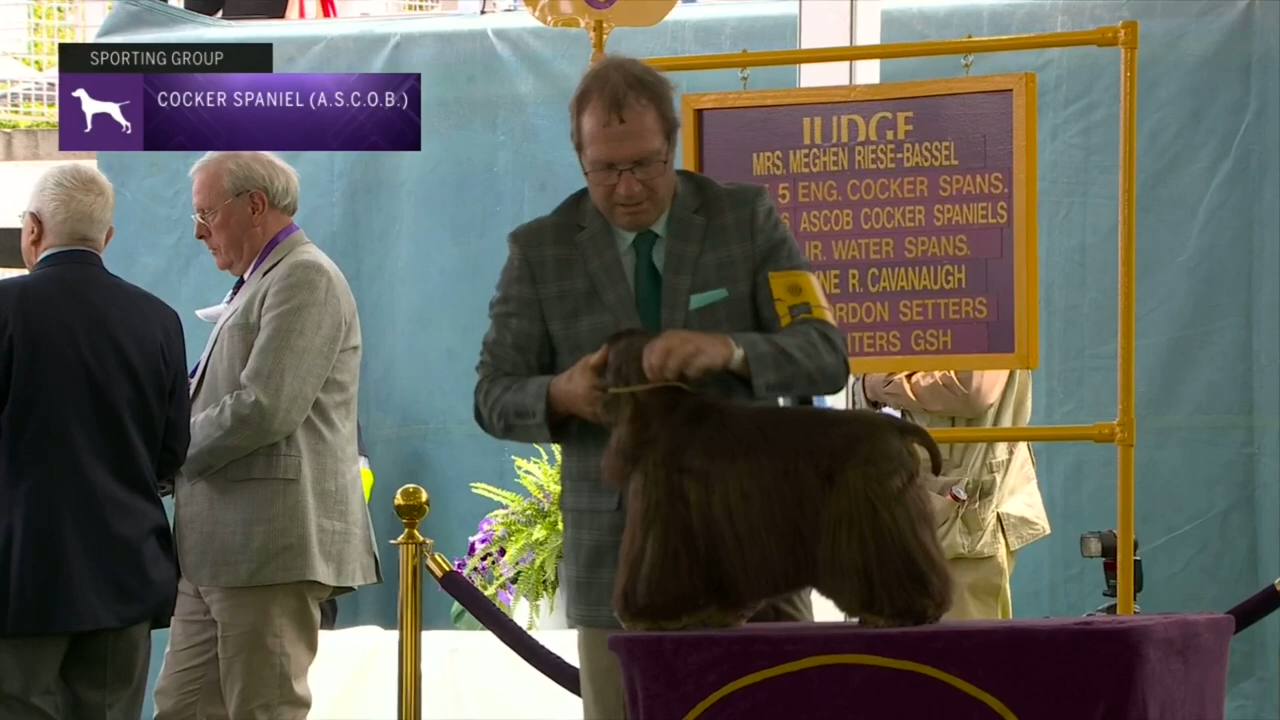 SPORTING GROUP
COCKER SPANIEL (A.S.C.O.B.)
JUDGE
MRS. MEGHEN RIESE-BASSEL
5 ENG. COCKER SPANS.
ASCOB COCKER SPANIELS
IR. WATER SPANS.
R. CAVANAUGH
SETTERS
GSH